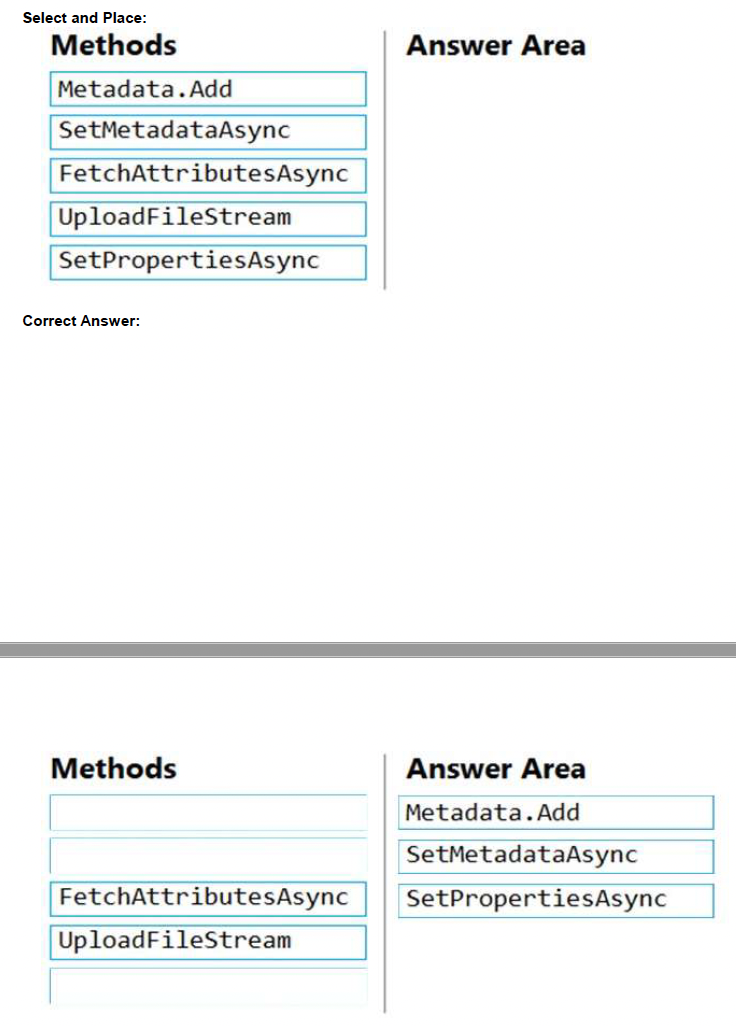 Select and Place:
Methods
Answer Area
Metadata.Add
SetMetadataAsync
FetchAttributesAsync
UploadFileStream
SetPropertiesAsync
Correct Answer:
Methods
Answer Area
Metadata.Add
SetMetadataAsync
FetchAttributesAsync
SetPropertiesAsync
UploadFileStream